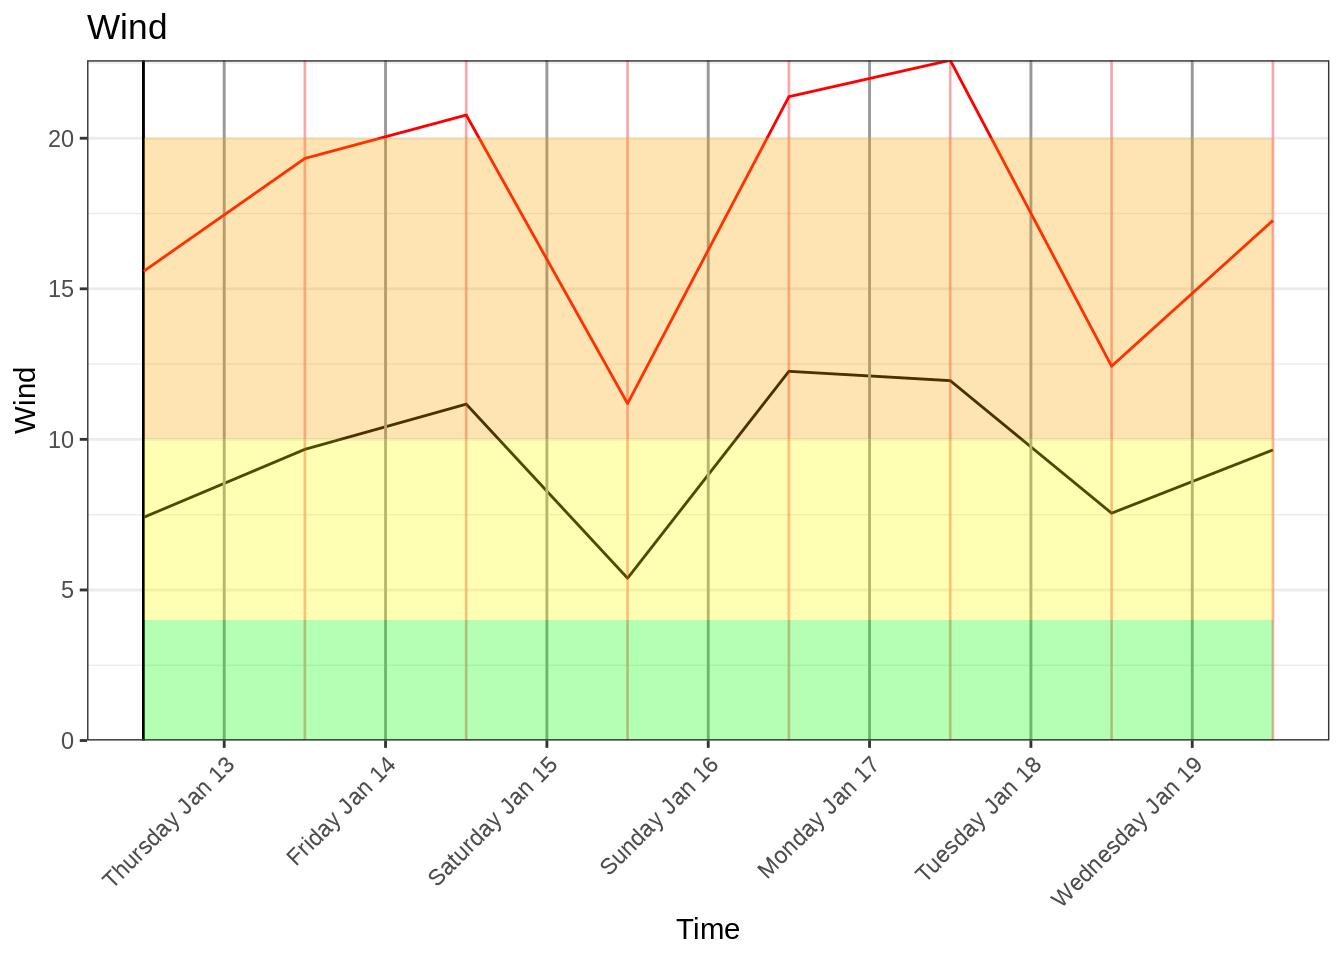 Wind
Wind
20
15
10
5
0
Thursday Jan 13
Friday Jan 14
Saturday Jan 15
Sunday Jan 16
Monday Jan 17
Tuesday Jan 18
Wednesday Jan 19
Time